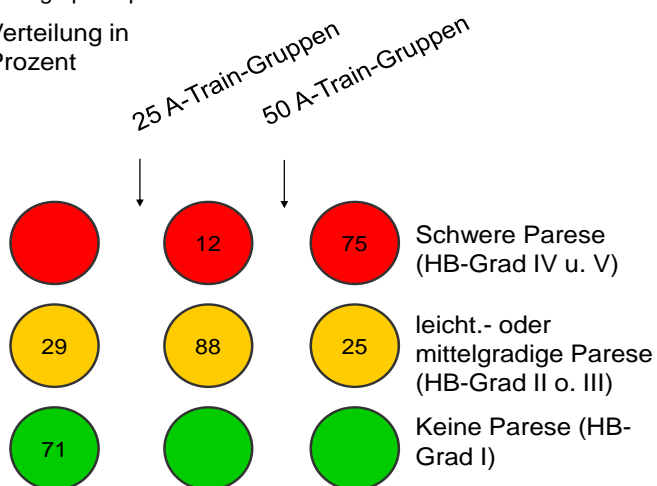 Verteilung in
Prozent
25 A-Train-Gruppen
50 A-Train-Gruppen
12
75
Schwere Parese
(HB-Grad IV u. V)
29
88
25
leicht.- oder
mittelgradige Parese
(HB-Grad II o. III)
71
Keine Parese (HB-
Grad I)